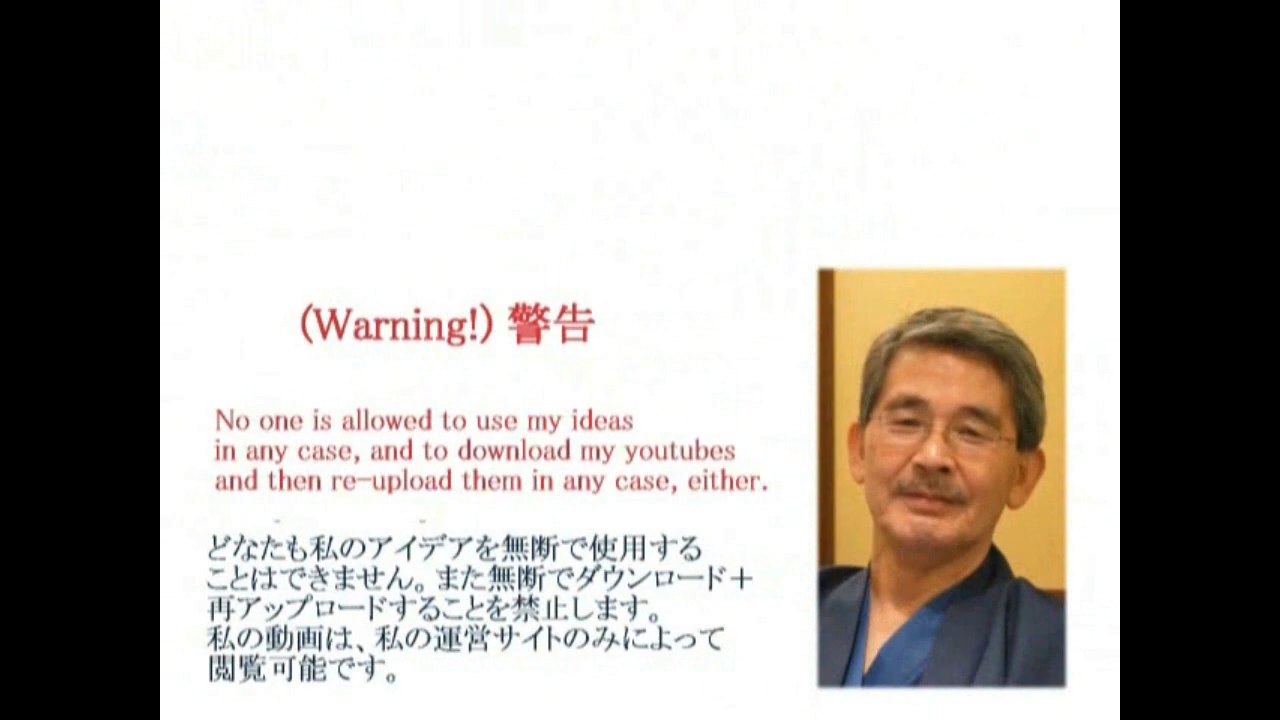 (Warning!) 警告
No one is allowed to use my ideas
in any case, and to download my youtubes
and then re-upload them in any case, either.
どなたも私のアイデアを無断で使用する
ことはできません。また無断でダウンロード＋
再アップロードすることを禁止します。
私の動画は、私の運営サイトのみによって
閲覧可能です。